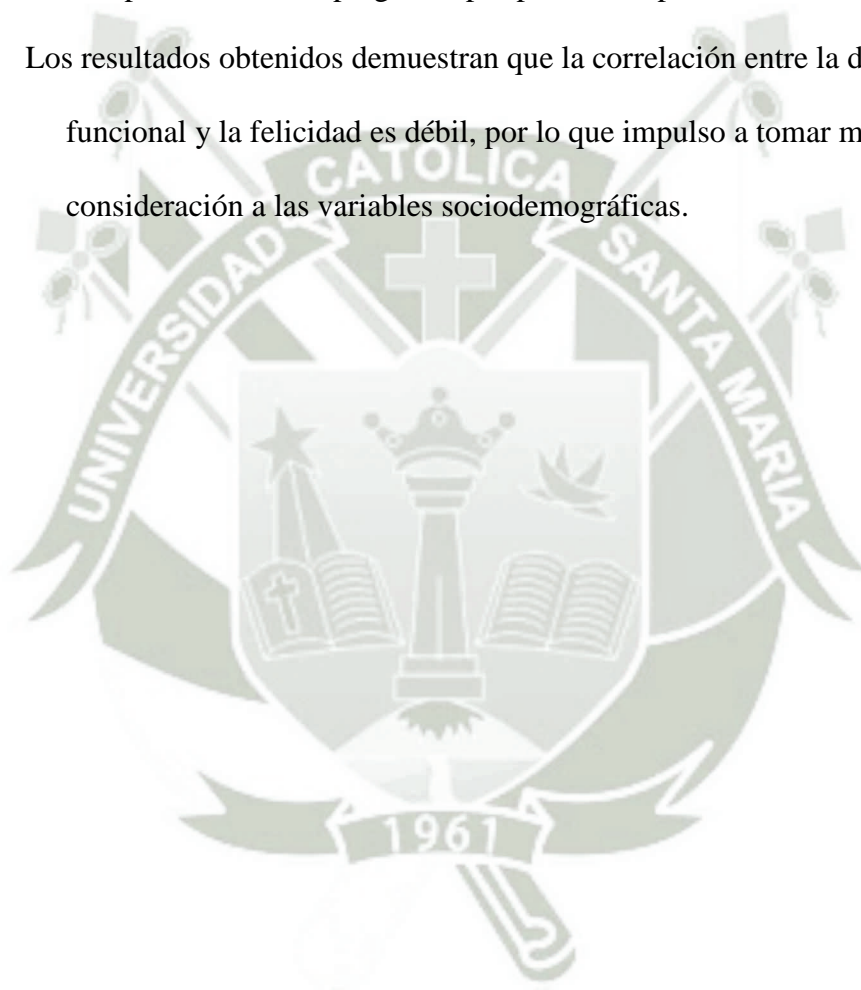 Los resultados obtenidos demuestran que la correlación entre la d
funcional y la felicidad es débil, por lo que impulso a tomar m
consideración a las variables sociodemográficas.
UNIVERSIDAD CATOLICA SANTA MARIA
1961